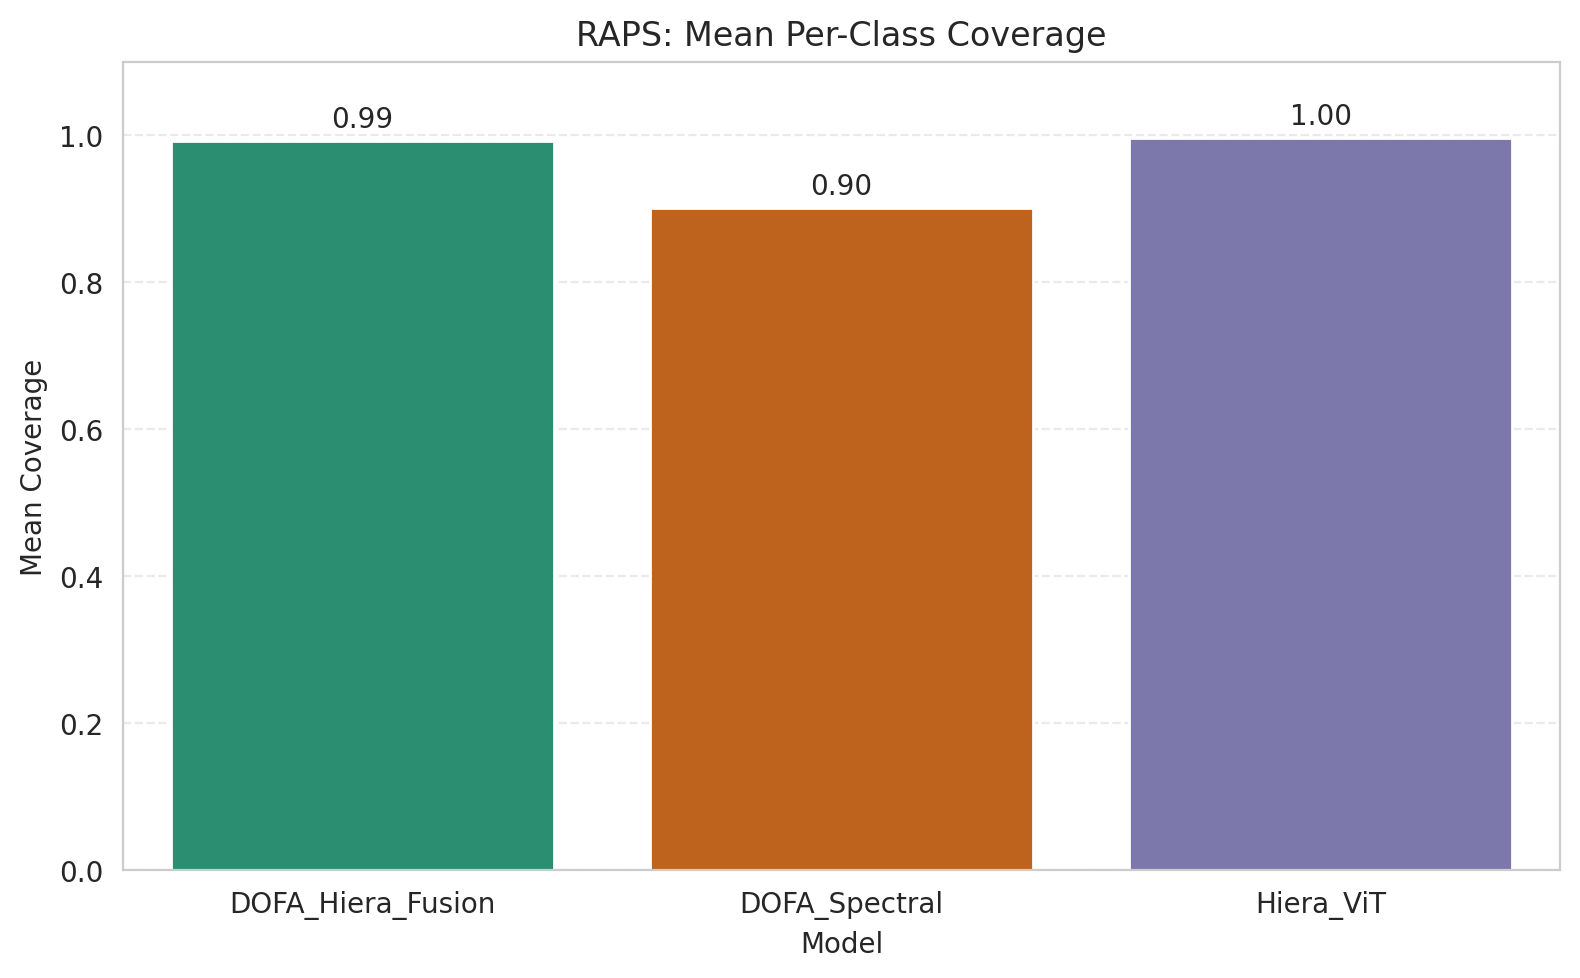 RAPS: Mean Per-Class Coverage
0.99
0.90
1.00
1.0
0.8
0.6
0.4
0.2
0.0
Mean Coverage
DOFA_Hiera_Fusion
DOFA_Spectral
Hiera_ViT
Model